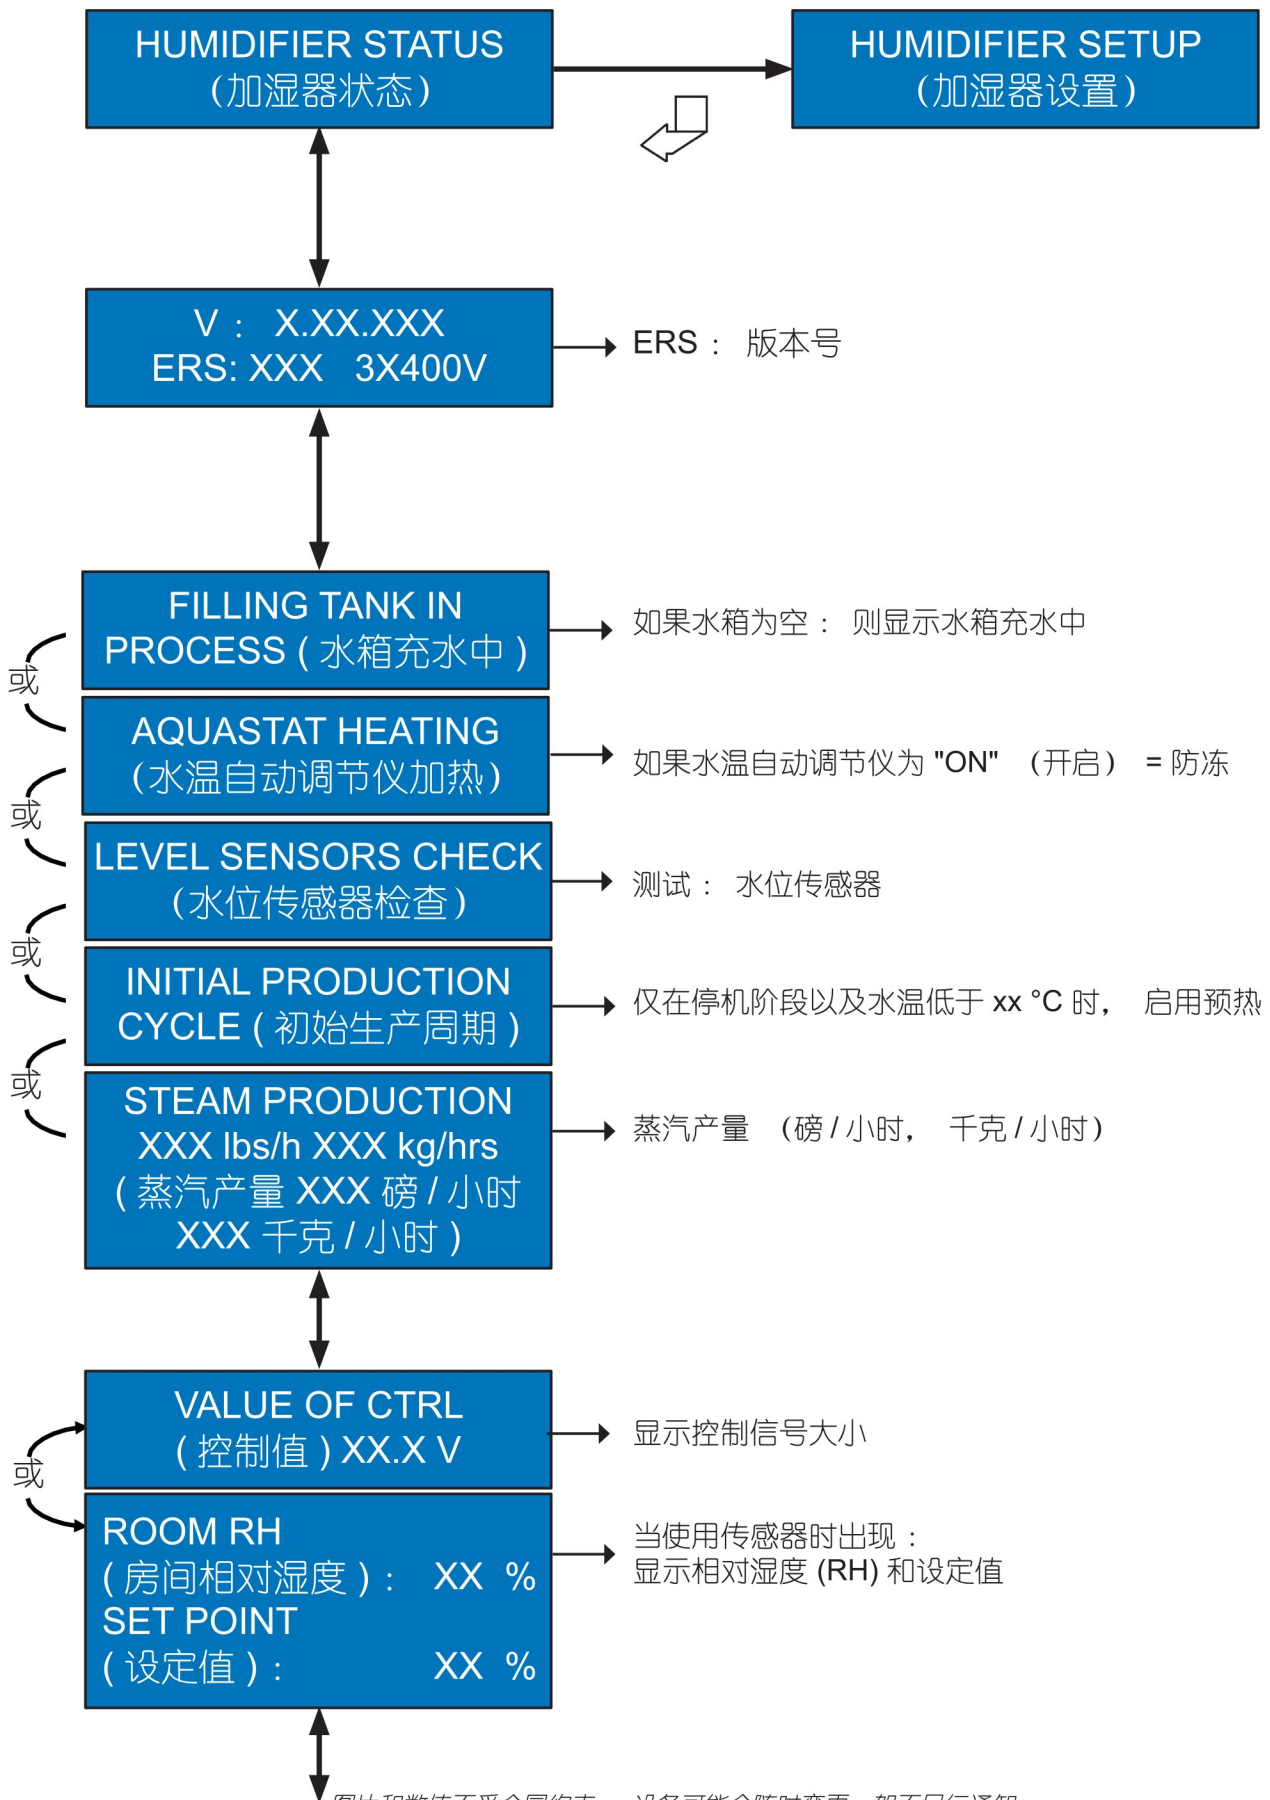 HUMIDIFIER STATUS
(加湿器状态)
HUMIDIFIER SETUP
(加湿器设置)
V : X.XX.XXX
ERS: XXX 3X400V
ERS : 版本号
FILLING TANK IN
PROCESS ( 水箱充水中 )
如果水箱为空 : 则显示水箱充水中
或
AQUASTAT HEATING
(水温自动调节仪加热)
如果水温自动调节仪为 "ON" (开启) = 防冻
或
LEVEL SENSORS CHECK
(水位传感器检查)
测试 : 水位传感器
或
INITIAL PRODUCTION
CYCLE ( 初始生产周期 )
仅在停机阶段以及水温低于 xx °C 时, 启用预热
或
STEAM PRODUCTION
XXX lbs/h XXX kg/hrs
( 蒸汽产量 XXX 磅 / 小时
XXX 千克 / 小时 )
蒸汽产量 (磅 / 小时, 千克 / 小时)
VALUE OF CTRL
( 控制值 ) XX.X V
显示控制信号大小
或
ROOM RH
( 房间相对湿度 ) : XX %
SET POINT
( 设定值 ) : XX %
当使用传感器时出现 :
显示相对湿度 (RH) 和设定值